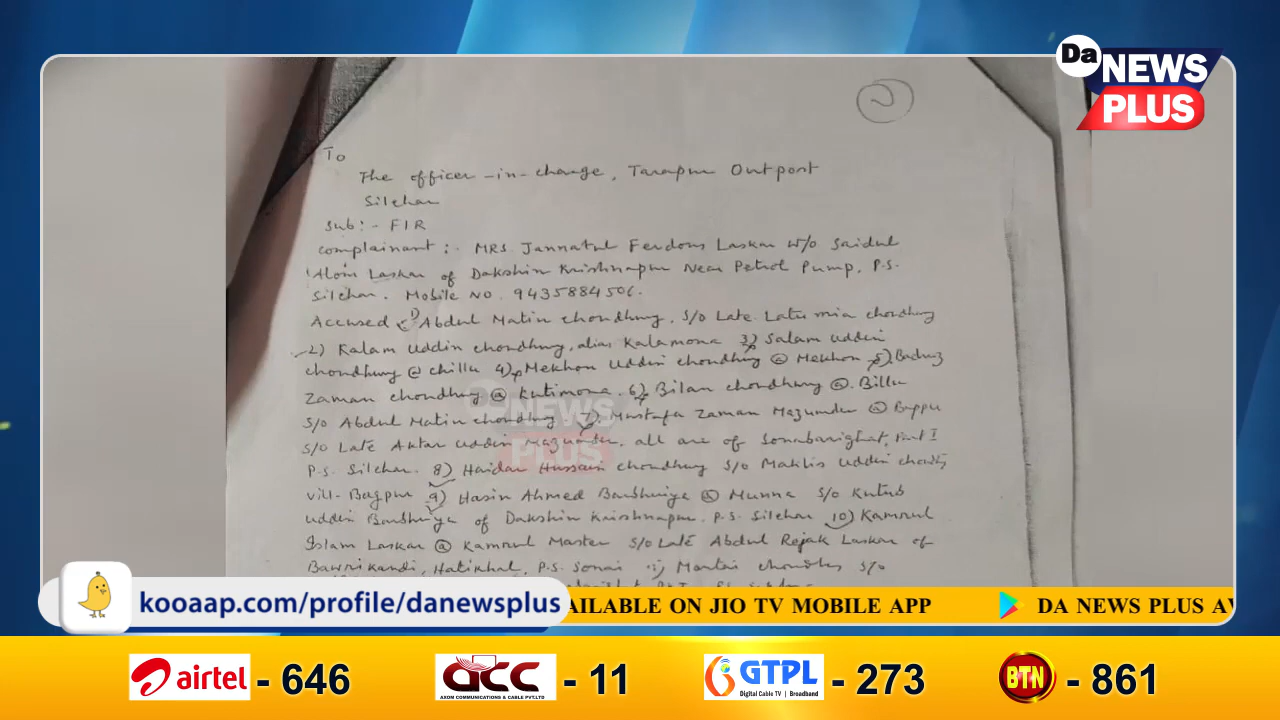 Da NEWS PLUS
2
To
The officer-in-charge, Tarapur Outpost
Silchar
Sub:- FIR
complainant :- MRS. Jannatul Ferdous Laskar W/o Saidul
Alom Laskar of Dakshin Krishnapur Near Petrol Pump, P.S.
Silchar. Mobile No. 9435884506.
Accused 1) Abdul Matin choudhury, S/o Late Latu mia choudhury
2) Kalam Uddin choudhury, alias Kalamona 3) Salam Uddin
choudhury @ chillu 4) Mekhon Uddin choudhury @ Mekhon 5)
Zaman choudhury @ Kutimona. 6) choudhury @. Billu
S/o Abdul Matin choudhury 7) Mustafa Zaman Mazumder @ Bappu
S/o Late Aktar Uddin Mazumder, all are of Sonabarighat, Part I
P.S. Silchar. 8) Haidar Hussain choudhury S/o Makhlis Uddin
vill- Bagpur 9) Hasin Ahmed Barbhuiya @ Munna S/o Kutub
Uddin Barbhuiya of Dakshin Krishnapur. P.S. Silchar 10) Kamrul
Islam Laskar @ Kamrul Master S/o Late Abdul Rejak Laskar of
Hatikhal, P.S. Sonai S/o
NEWS PLUS
kooaap.com/profile/danewsplus
AILABLE ON JIO TV MOBILE APP DA NEWS PLUS AV
airtel - 646 acc AXOM COMMUNICATIONS & CABLE PVT.LTD - 11 GTPL Digital Cable TV | Broadband - 273 BTN - 861